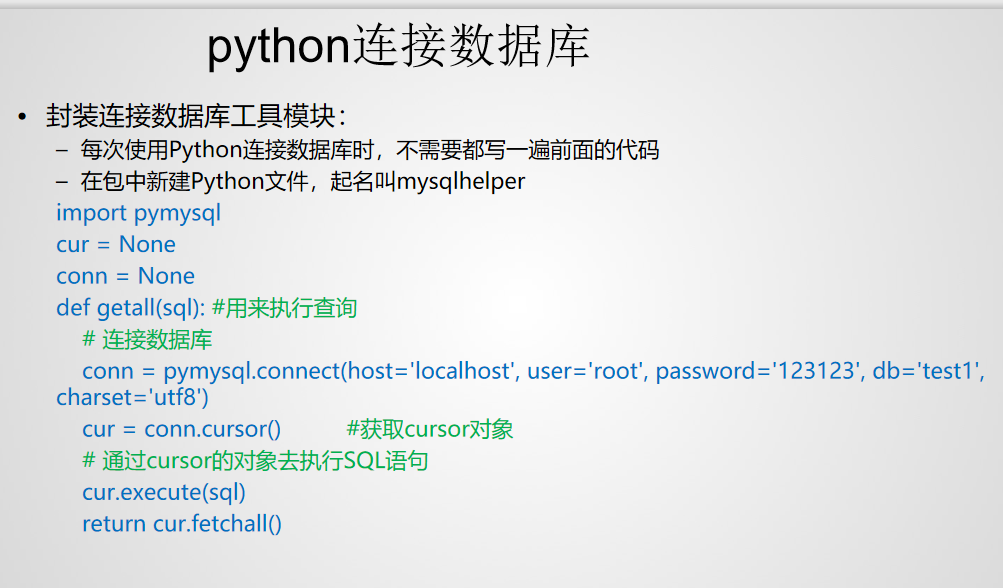 python连接数据库
• 封装连接数据库工具模块：
– 每次使用Python连接数据库时，不需要都写一遍前面的代码
– 在包中新建Python文件，起名叫mysqlhelper
import pymysql
cur = None
conn = None
def getall(sql): #用来执行查询
# 连接数据库
conn = pymysql.connect(host='localhost', user='root', password='123123', db='test1',
charset='utf8')
cur = conn.cursor() #获取cursor对象
# 通过cursor的对象去执行SQL语句
cur.execute(sql)
return cur.fetchall()